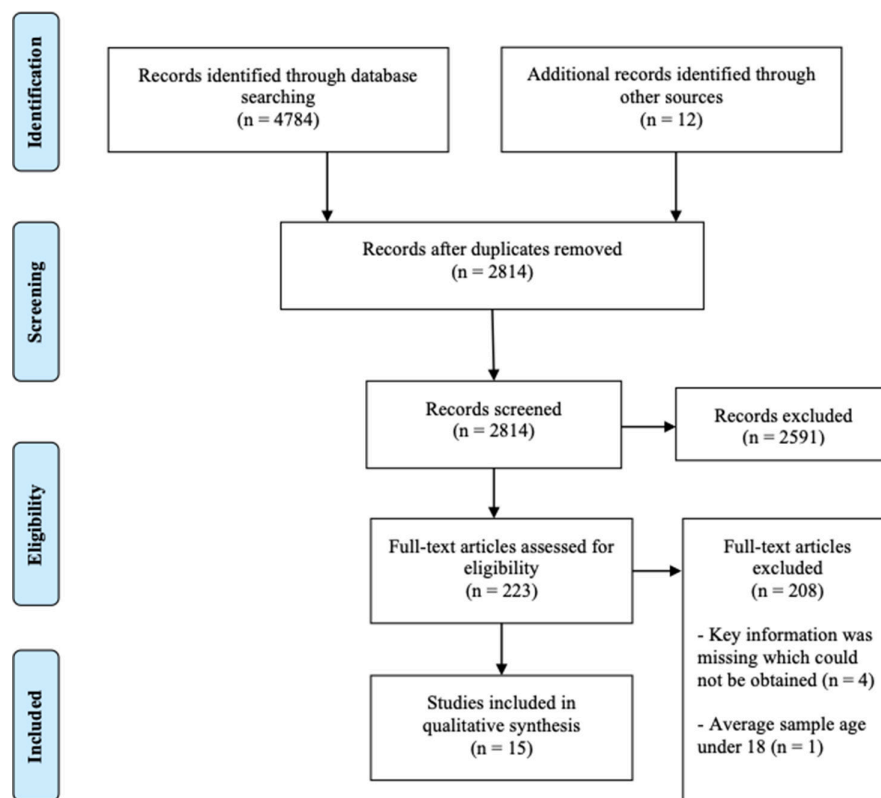 Identification
Records identified through database
searching
(n = 4784)
Additional records identified through
other sources
(n = 12)
Screening
Records after duplicates removed
(n = 2814)
Records screened
(n = 2814)
Records excluded
(n = 2591)
Eligibility
Full-text articles assessed for
eligibility
(n = 223)
Full-text articles
excluded
(n = 208)
- Key information was
missing which could
not be obtained (n = 4)
- Average sample age
under 18 (n = 1)
Included
Studies included in
qualitative synthesis
(n = 15)